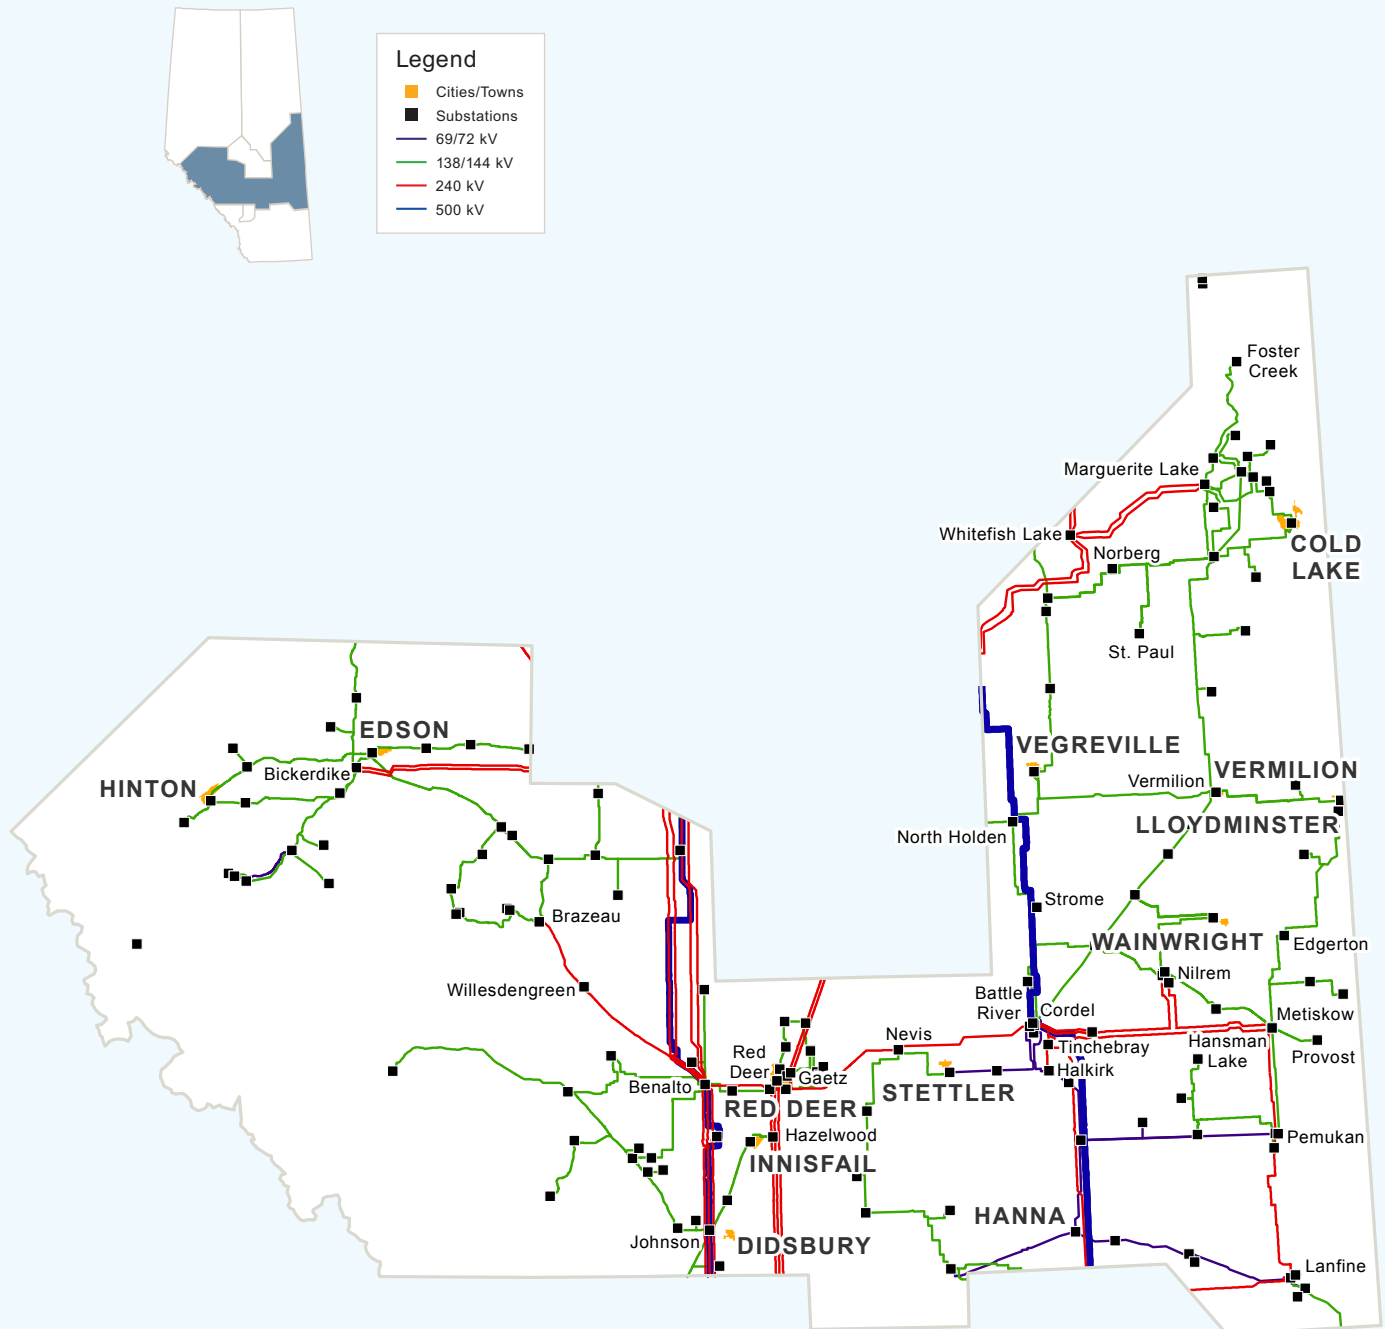 Legend
Cities/Towns
Substations
69/72 kV
138/144 kV
240 kV
500 kV
Foster
Creek
Marguerite Lake
Whitefish Lake
Norberg
COLD
LAKE
St. Paul
EDSON
Bickerdike
HINTON
VEGREVILLE
Vermilion
VERMILION
LLOYDMINSTER
North Holden
Strome
Brazeau
WAINWRIGHT
Edgerton
Nilrem
Willesdengreen
Battle
River
Cordel
Metiskow
Nevis
Tinchebray
Hansman
Lake
Provost
Red
Deer
Gaetz
Halkirk
Benalto
STETTLER
RED DEER
Hazelwood
Pemukan
INNISFAIL
HANNA
Johnson
DIDSBURY
Lanfine